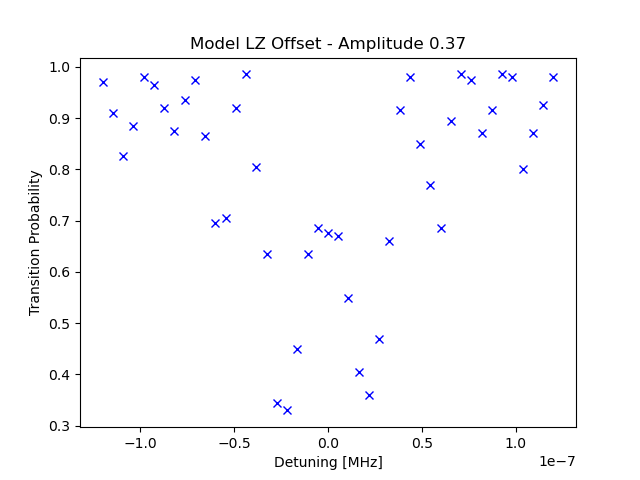 Model LZ Offset - Amplitude 0.37
1.0
0.9
0.8
0.7
0.6
0.5
0.4
0.3
Transition Probability
−1.0 −0.5 0.0 0.5 1.0
1e−7
Detuning [MHz]